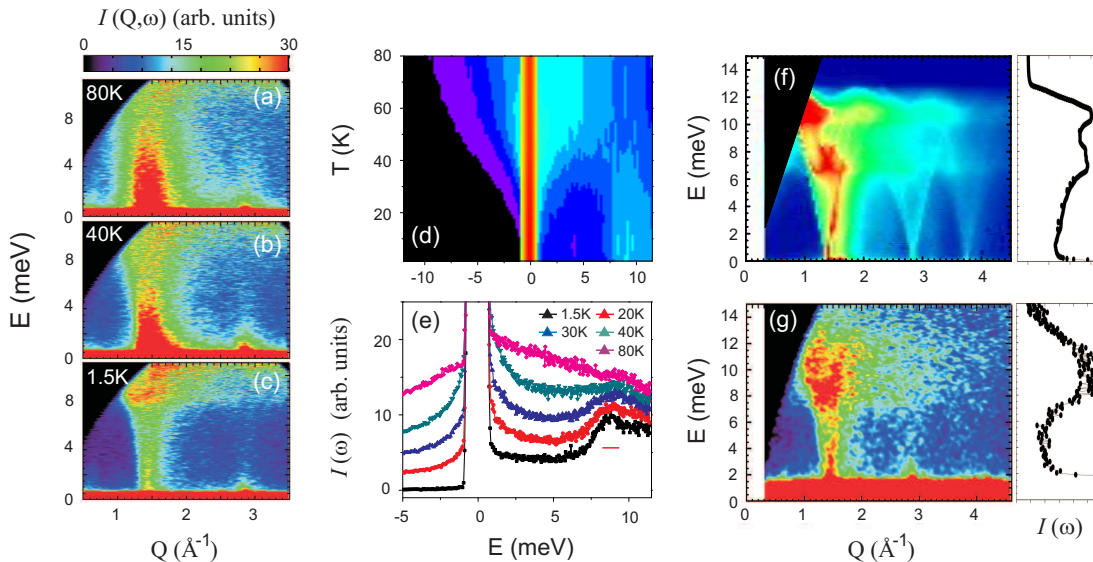 I (Q,ω) (arb. units)
0 15 30
80K (a)
8
4
0
40K (b)
8
4
0
1.5K (c)
8
4
0
E (meV)
1 2 3
Q (Å⁻¹)
80
60
40
20
T (K)
(d)
-10 -5 0 5 10
(e)
1.5K 20K
30K 40K
80K
20
10
0
I(ω) (arb. units)
-5 0 5 10
E (meV)
(f)
14
12
10
8
6
4
2
0
E (meV)
0 1 2 3 4
(g)
14
12
10
8
6
4
2
0
E (meV)
0 1 2 3 4
Q (Å⁻¹)
I (ω)